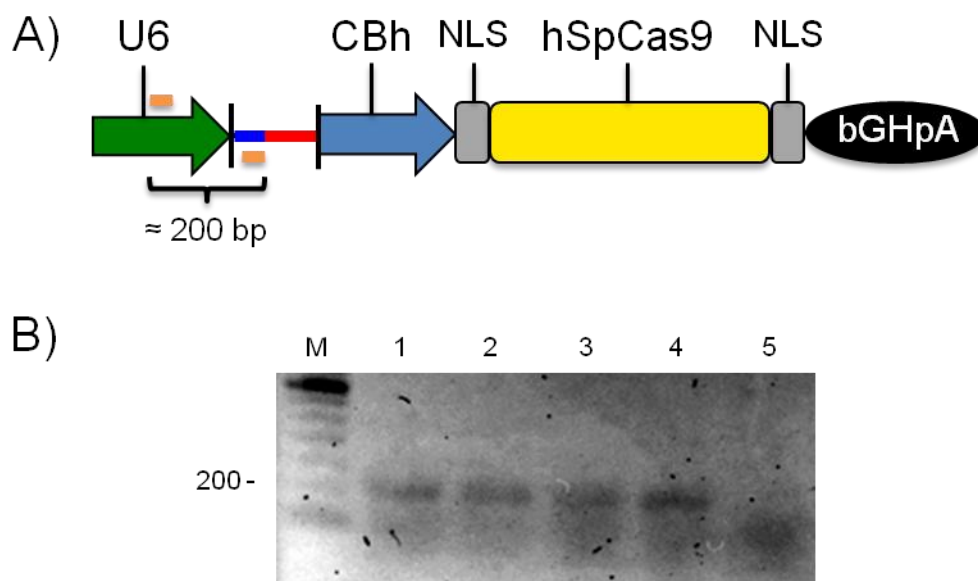 A)
U6 CBh NLS hSpCas9 NLS
bGHpA
≈ 200 bp
B)
M 1 2 3 4 5
200-